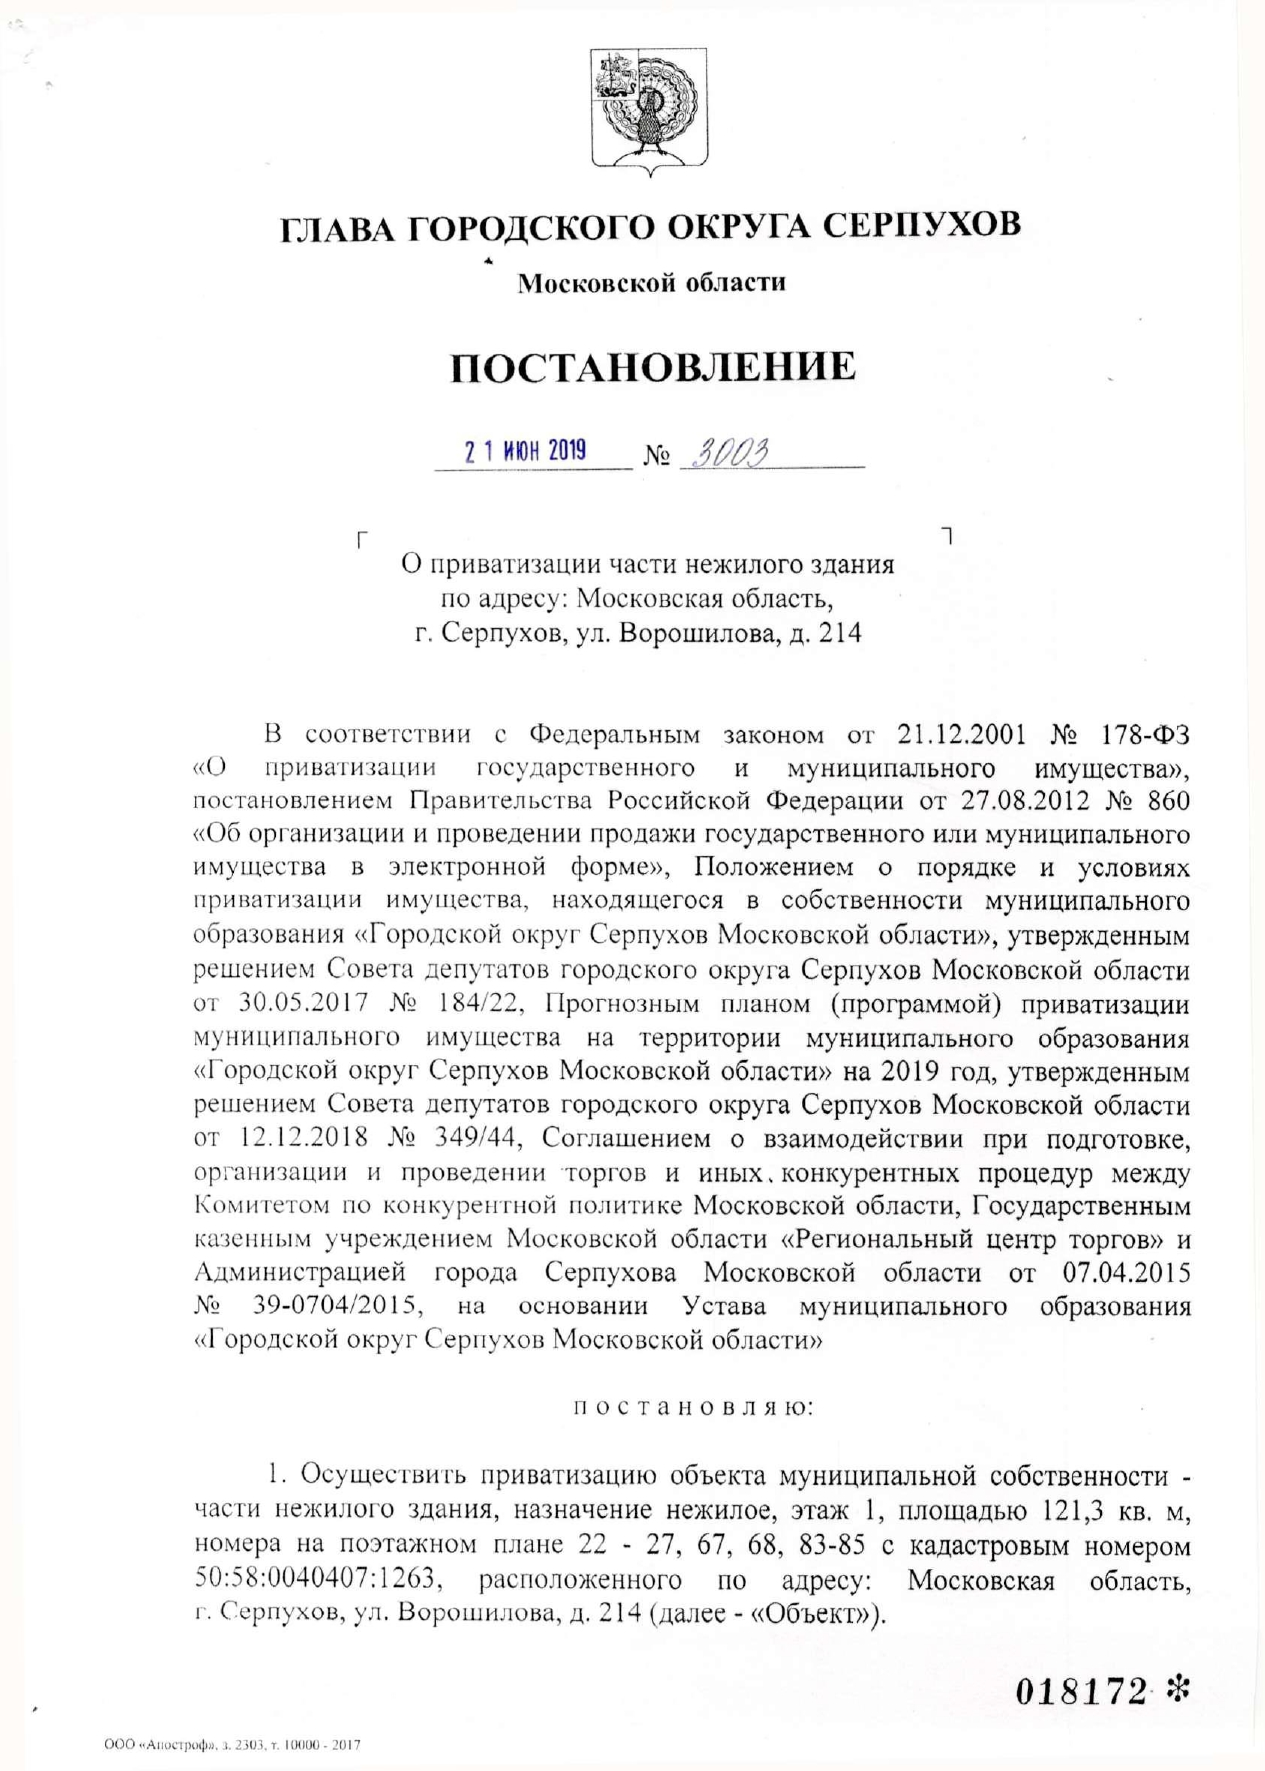 ГЛАВА ГОРОДСКОГО ОКРУГА СЕРПУХОВ
Московской области
ПОСТАНОВЛЕНИЕ
21 ИЮН 2019 № 3003
О приватизации части нежилого здания
по адресу: Московская область,
г. Серпухов, ул. Ворошилова, д. 214
В соответствии с Федеральным законом от 21.12.2001 № 178-ФЗ
«О приватизации государственного и муниципального имущества»,
постановлением Правительства Российской Федерации от 27.08.2012 № 860
«Об организации и проведении продажи государственного или муниципального
имущества в электронной форме», Положением о порядке и условиях
приватизации имущества, находящегося в собственности муниципального
образования «Городской округ Серпухов Московской области», утвержденным
решением Совета депутатов городского округа Серпухов Московской области
от 30.05.2017 № 184/22, Прогнозным планом (программой) приватизации
муниципального имущества на территории муниципального образования
«Городской округ Серпухов Московской области» на 2019 год, утвержденным
решением Совета депутатов городского округа Серпухов Московской области
от 12.12.2018 № 349/44, Соглашением о взаимодействии при подготовке,
организации и проведении торгов и иных конкурентных процедур между
Комитетом по конкурентной политике Московской области, Государственным
казенным учреждением Московской области «Региональный центр торгов» и
Администрацией города Серпухова Московской области от 07.04.2015
№ 39-0704/2015, на основании Устава муниципального образования
«Городской округ Серпухов Московской области»
п о с т а н о в л я ю:
1. Осуществить приватизацию объекта муниципальной собственности -
части нежилого здания, назначение нежилое, этаж 1, площадью 121,3 кв. м,
номера на поэтажном плане 22 - 27, 67, 68, 83-85 с кадастровым номером
50:58:0040407:1263, расположенного по адресу: Московская область,
г. Серпухов, ул. Ворошилова, д. 214 (далее - «Объект»).
018172 *
ООО «Апостроф», з. 2303, т. 10000 - 2017